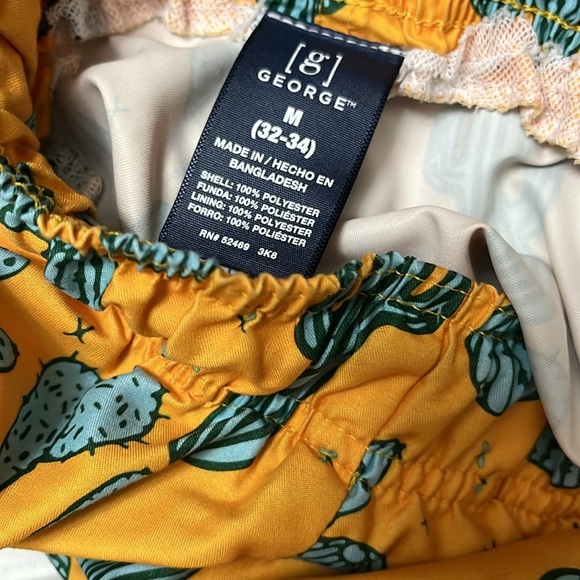 [g]
GEORGE™
M
(32-34)
MADE IN / HECHO EN
BANGLADESH
SHELL: 100% POLYESTER
FUNDA: 100% POLIÉSTER
LINING: 100% POLYESTER
FORRO: 100% POLIÉSTER
RN# 52469 3K8